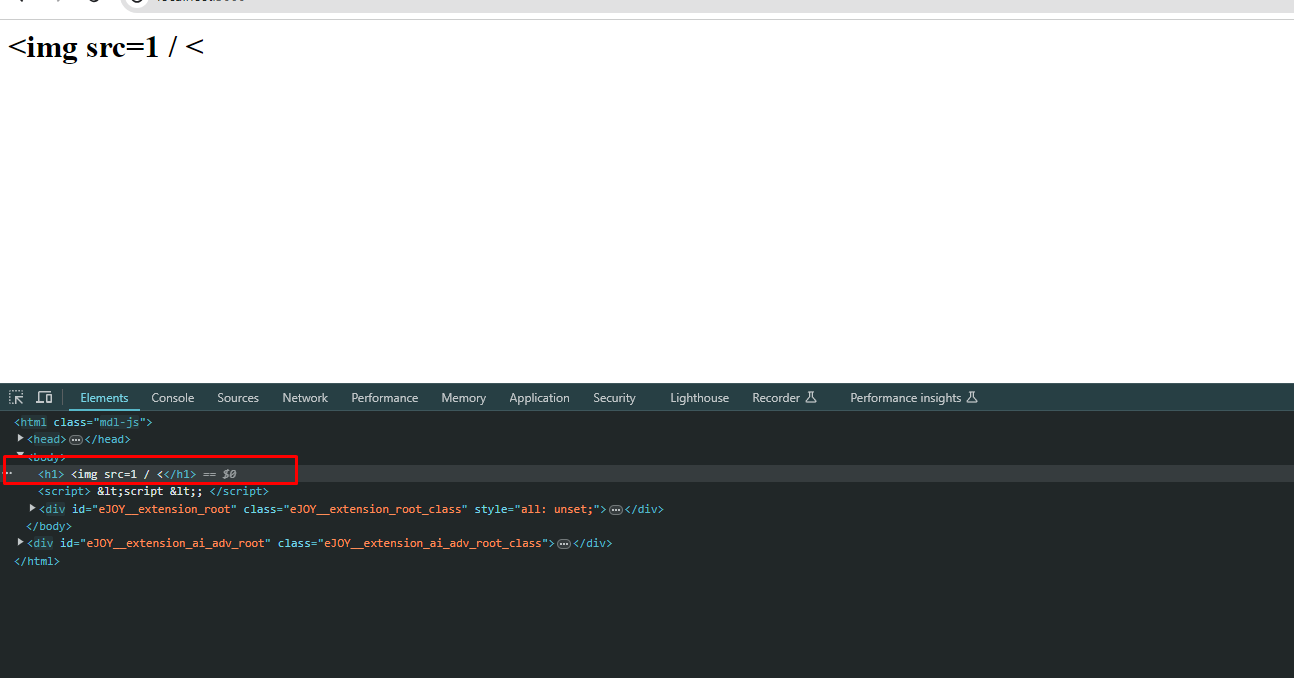 <img src=1 / <
Elements Console Sources Network Performance Memory Application Security Lighthouse Recorder Performance insights
<html class="mdl-js">
<head>…</head>
<body>
<h1> <img src=1 / <</h1> == $0
<script> &lt;script &lt;; </script>
<div id="eJOY__extension_root" class="eJOY__extension_root_class" style="all: unset;">…</div>
</body>
<div id="eJOY__extension_ai_adv_root" class="eJOY__extension_ai_adv_root_class">…</div>
</html>